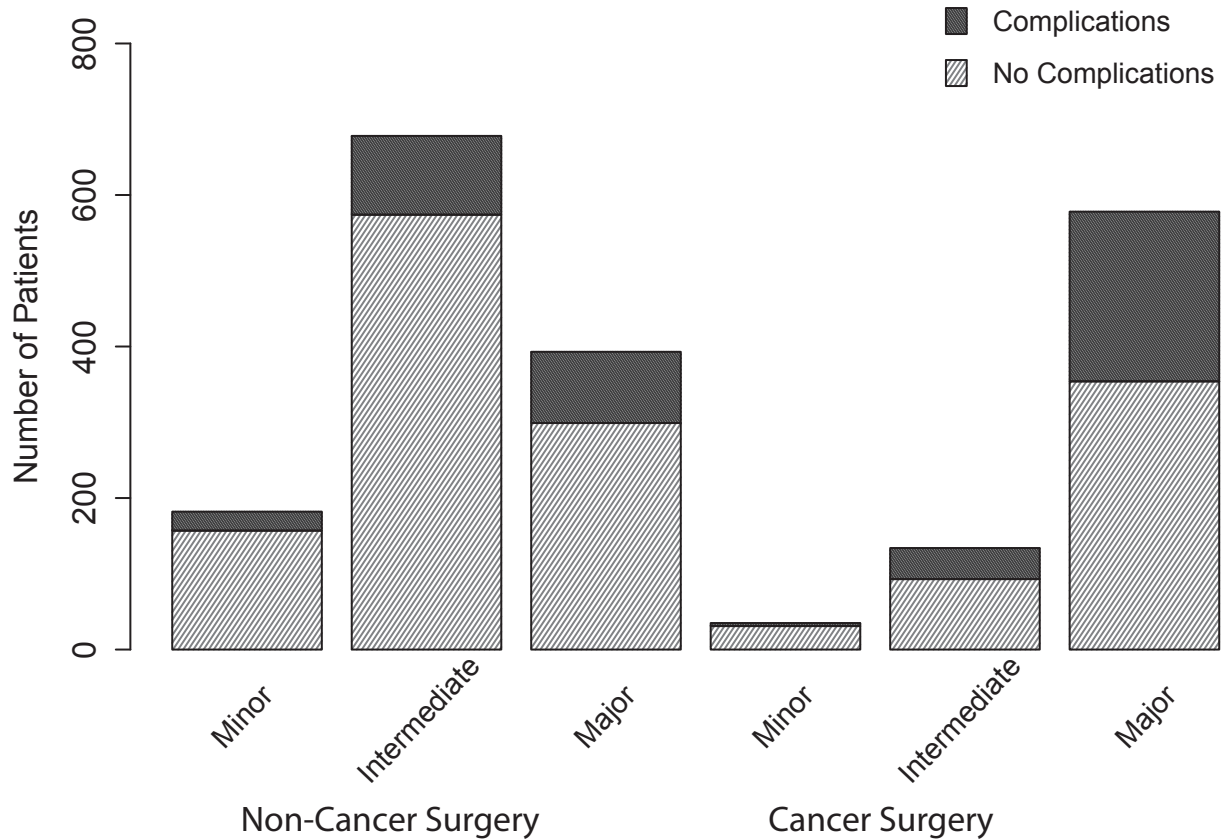 Complications
No Complications
Number of Patients
800
600
400
200
0
Minor
Intermediate
Major
Minor
Intermediate
Major
Non-Cancer Surgery
Cancer Surgery